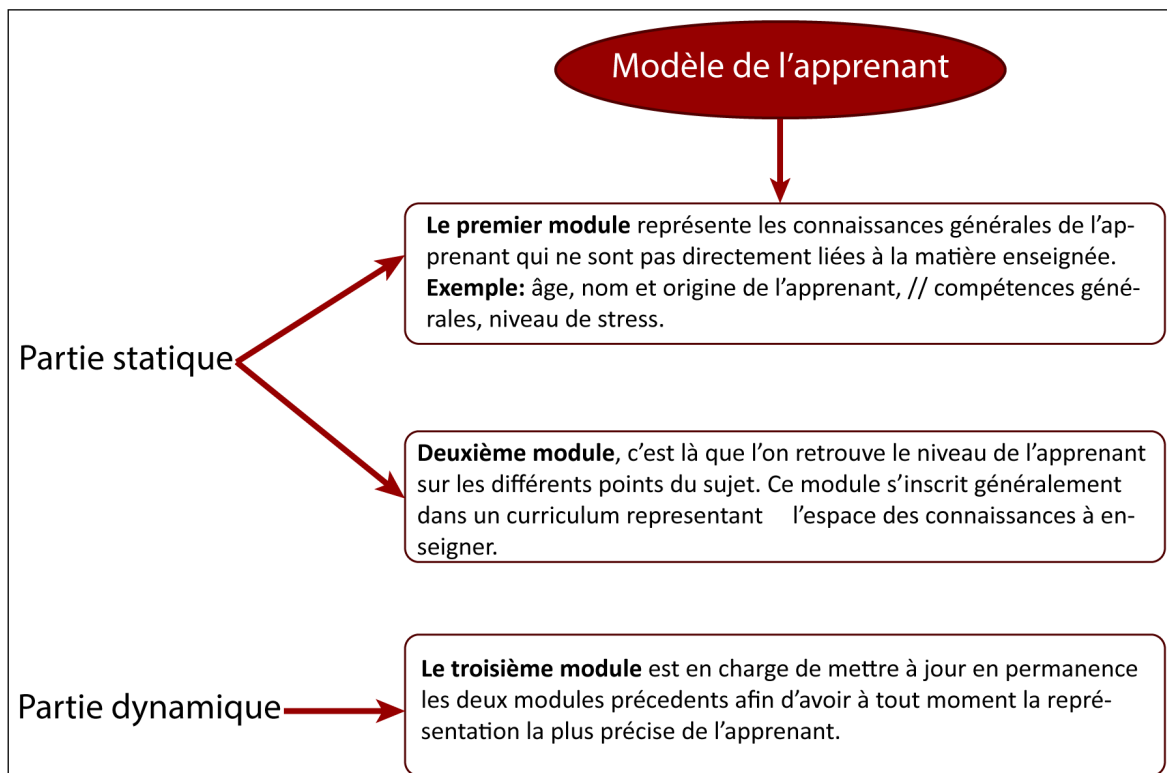 Modèle de l’apprenant
Le premier module représente les connaissances générales de l’ap-
prenant qui ne sont pas directement liées à la matière enseignée.
Exemple: âge, nom et origine de l’apprenant, // compétences géné-
rales, niveau de stress.
Partie statique
Deuxième module, c’est là que l’on retrouve le niveau de l’apprenant
sur les différents points du sujet. Ce module s’inscrit généralement
dans un curriculum representant l’espace des connaissances à en-
seigner.
Partie dynamique
Le troisième module est en charge de mettre à jour en permanence
les deux modules précedents afin d’avoir à tout moment la repré-
sentation la plus précise de l’apprenant.